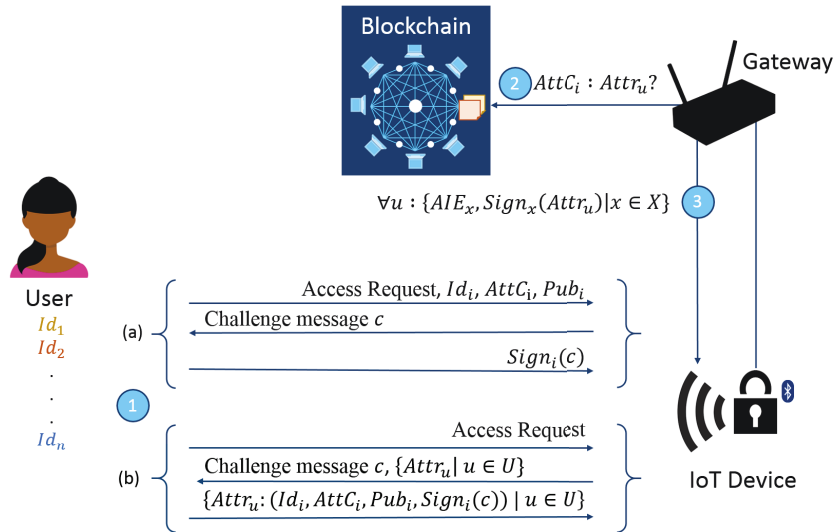 Blockchain
Gateway
2
AttC_i : Attr_u?
∀u : {AIE_x, Sign_x(Attr_u)|x ∈ X}
3
User
Id_1
Id_2
.
.
.
Id_n
1
(a)
Access Request, Id_i, AttC_i, Pub_i
Challenge message c
Sign_i(c)
(b)
Access Request
Challenge message c, {Attr_u| u ∈ U}
{Attr_u: (Id_i, AttC_i, Pub_i, Sign_i(c)) | u ∈ U}
IoT Device